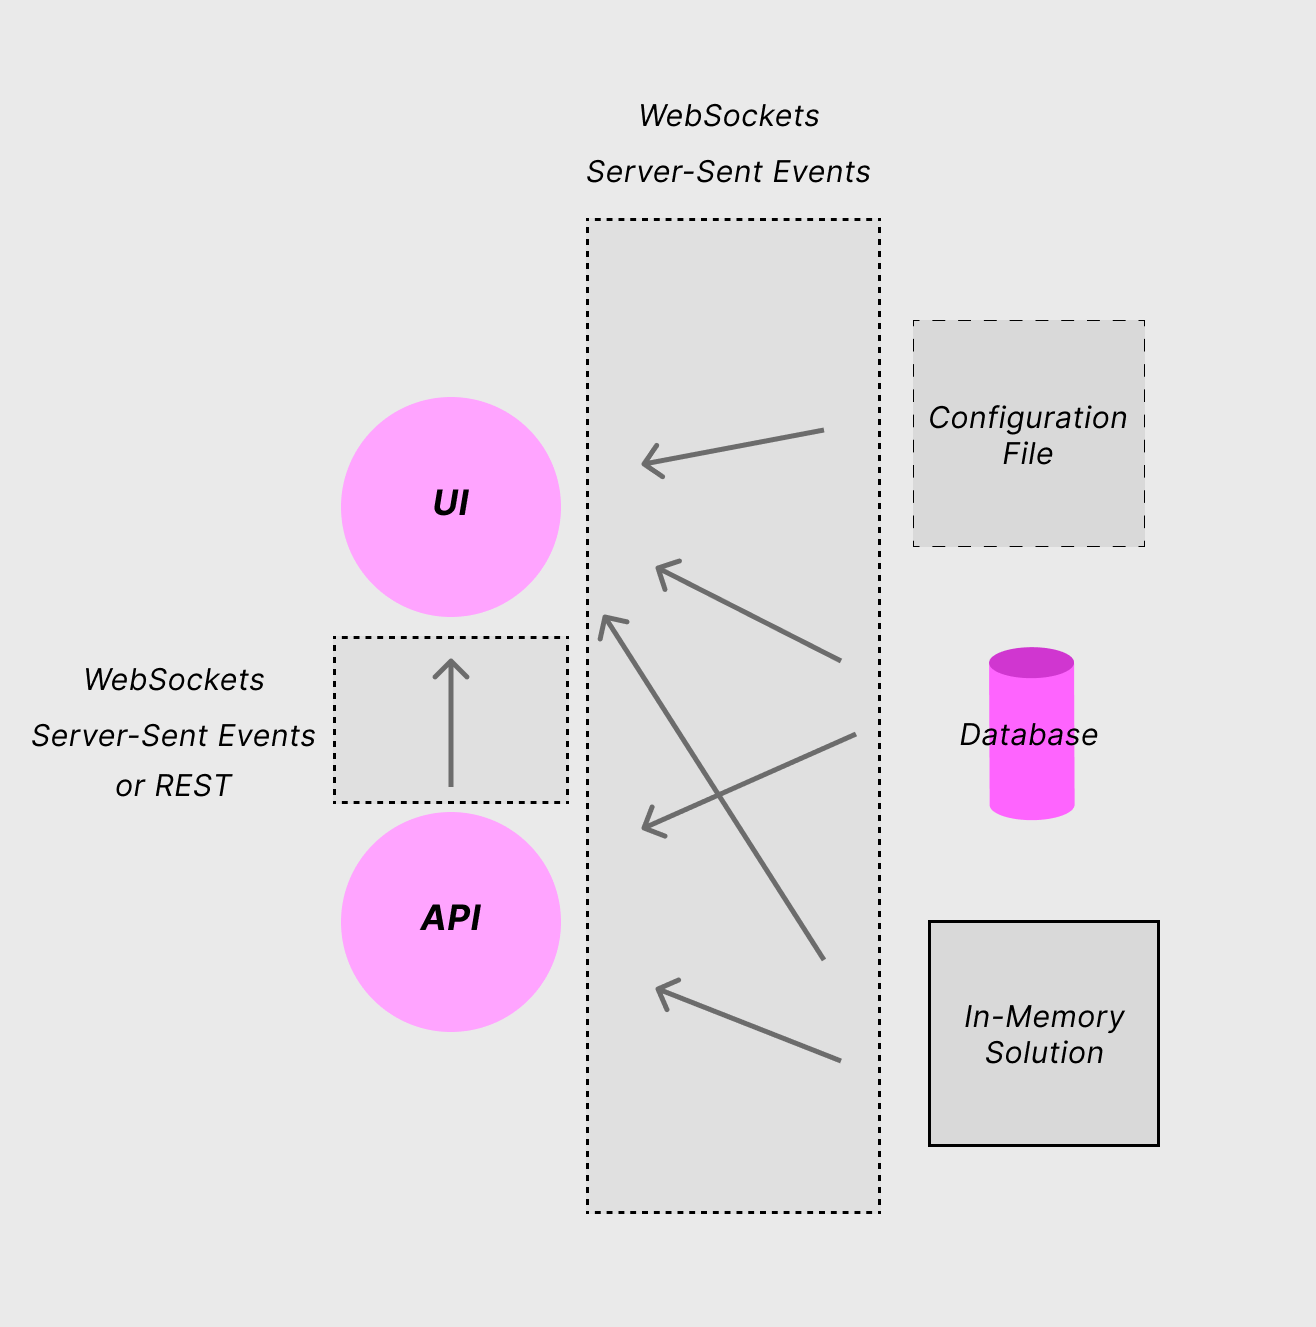 WebSockets
Server-Sent Events
Configuration
File
UI
WebSockets
Server-Sent Events
or REST
Database
API
In-Memory
Solution